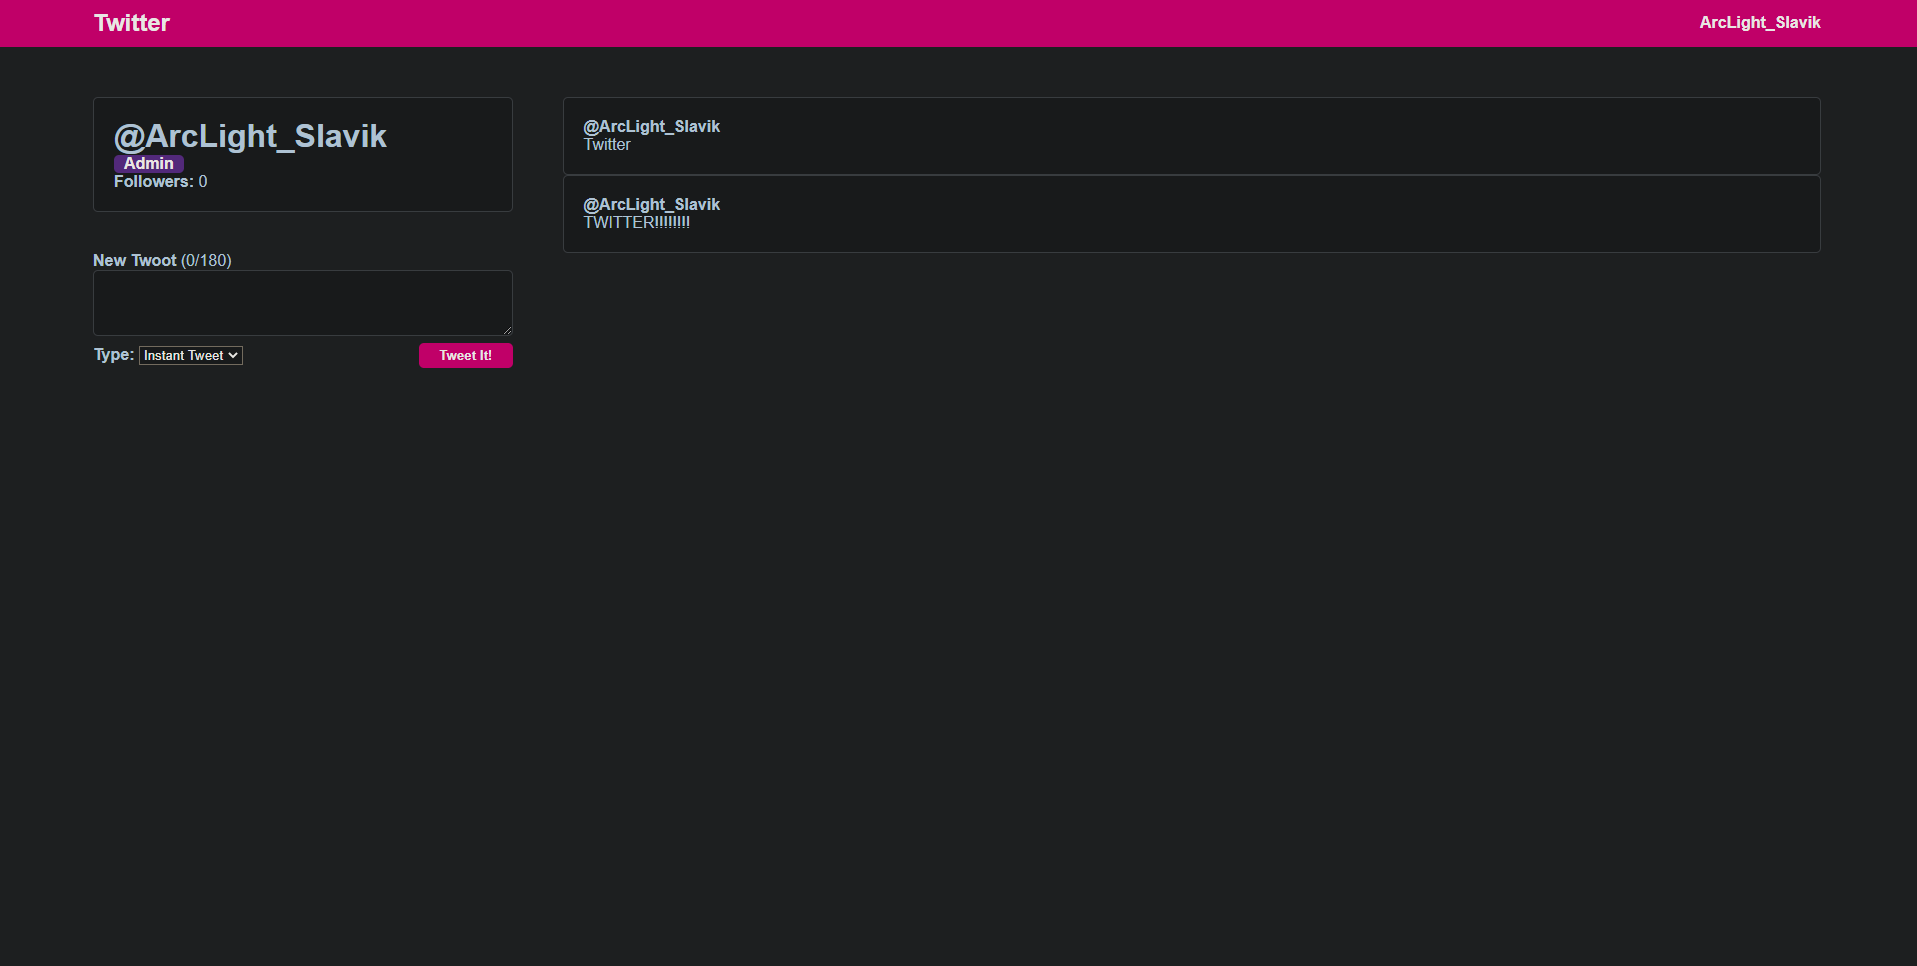 Twitter
ArcLight_Slavik
@ArcLight_Slavik
Admin
Followers: 0
New Twoot (0/180)
Type: Instant Tweet
Tweet It!
@ArcLight_Slavik
Twitter
@ArcLight_Slavik
TWITTER!!!!!!!!